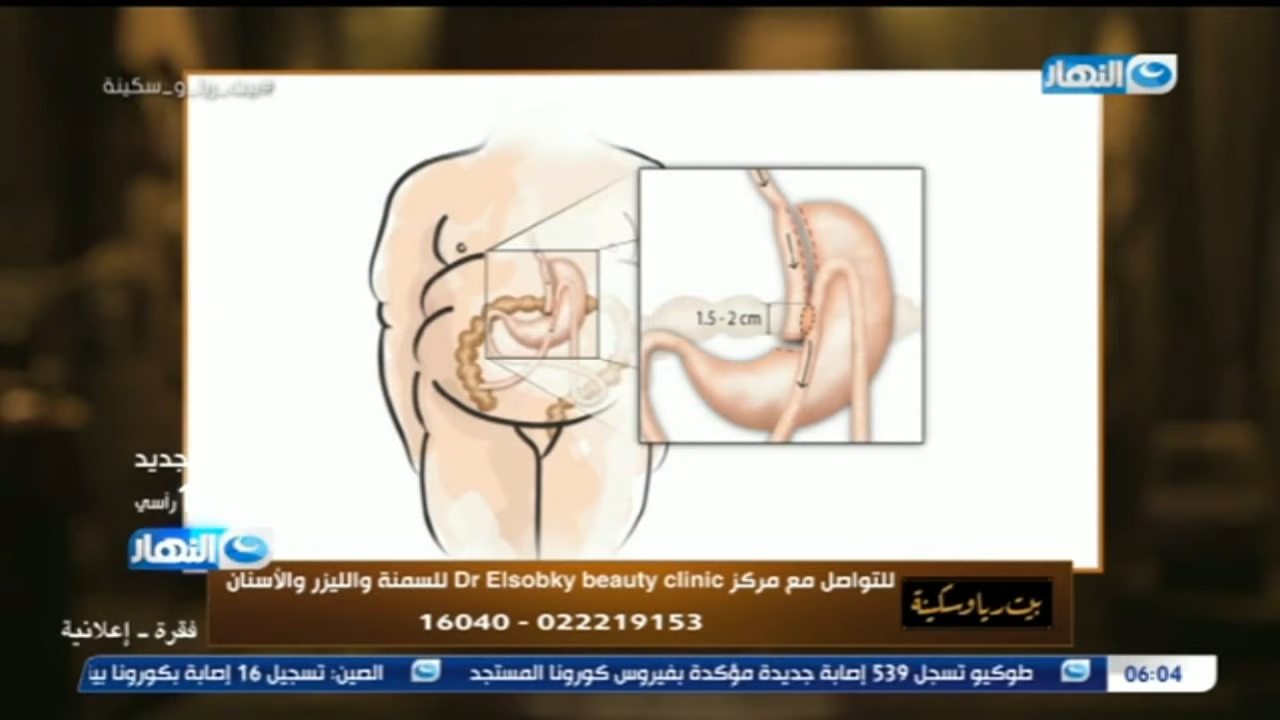 #بيت_ريا_و_سكينة
النهار
1.5 - 2 cm
جديد
رأسي
النهار
للتواصل مع مركز Dr Elsobky beauty clinic للسمنة والليزر والأسنان
بيت ريا وسكينة
16040 - 022219153
فقرة - إعلانية
06:04
طوكيو تسجل 539 إصابة جديدة مؤكدة بفيروس كورونا المستجد
الصين: تسجيل 16 إصابة بكورونا